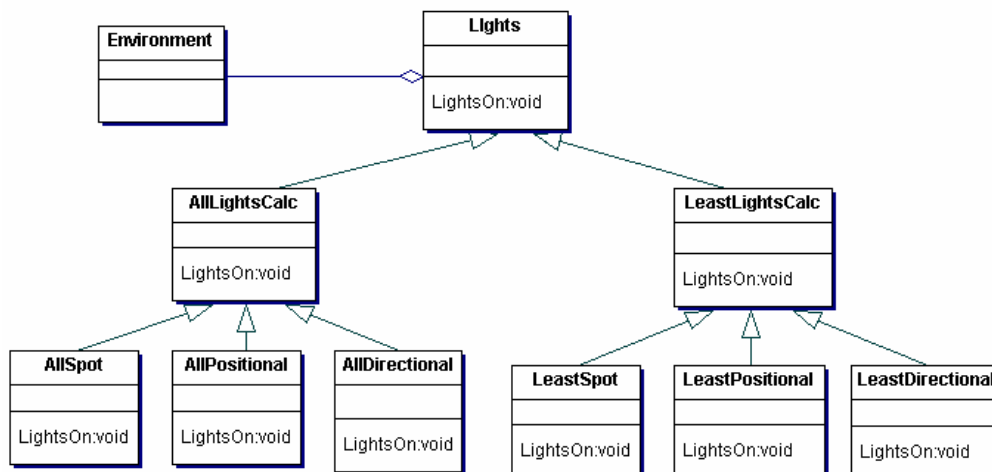 LIghts
Environment
LightsOn:void
AllLightsCalc
LeastLightsCalc
LightsOn:void
LightsOn:void
AllSpot
AllPositional
AllDirectional
LeastSpot
LeastPositional
LeastDirectional
LightsOn:void
LightsOn:void
LightsOn:void
LightsOn:void
LightsOn:void
LightsOn:void